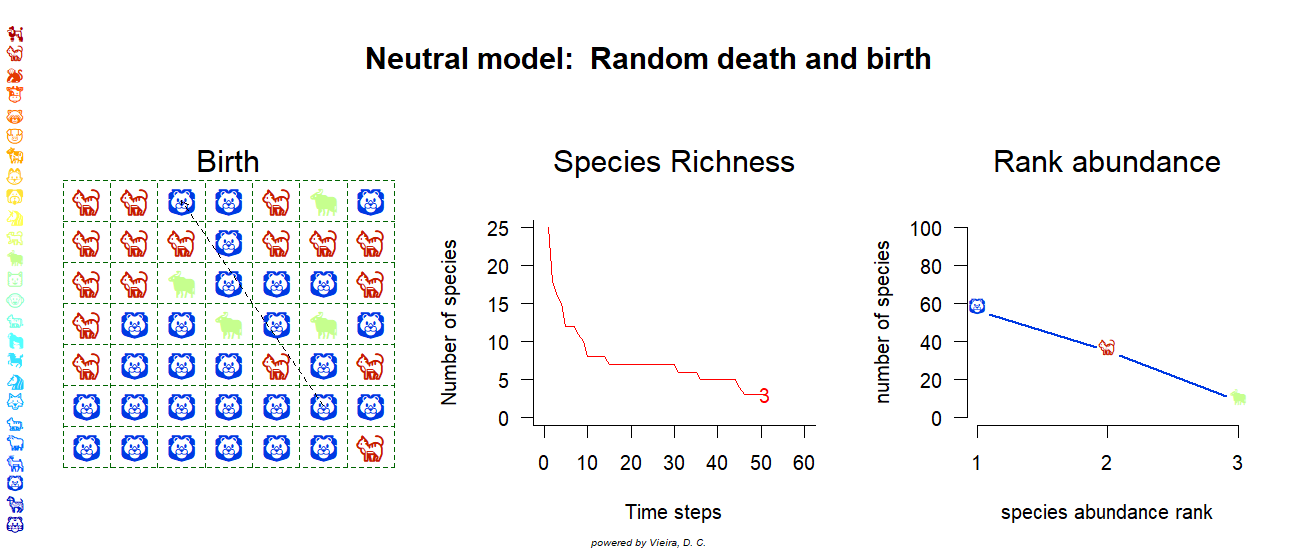 Neutral model:  Random death and birth
Birth
Species Richness
Number of species
25
20
15
10
5
0
3
0 10 20 30 40 50 60
Time steps
Rank abundance
number of species
100
80
60
40
20
0
1 2 3
species abundance rank
powered by Vieira, D. C.